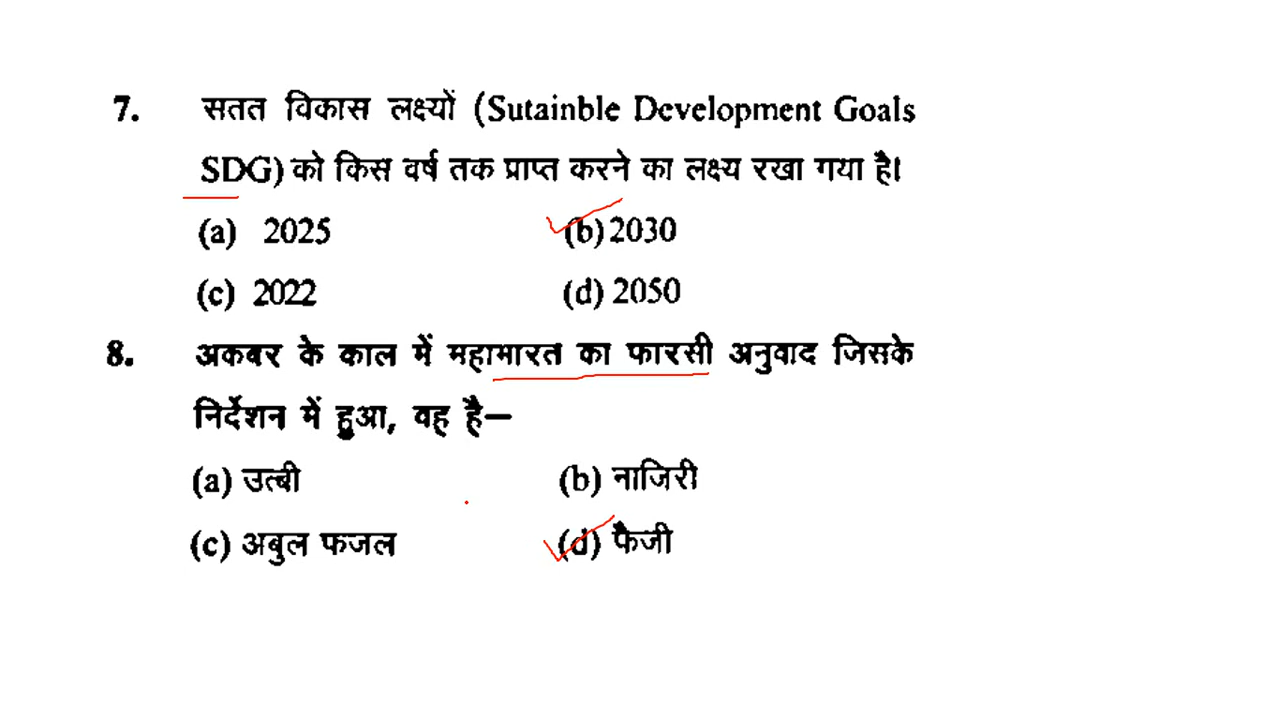 7. सतत विकास लक्ष्यों (Sutainble Development Goals
SDG) को किस वर्ष तक प्राप्त करने का लक्ष्य रखा गया है।
(a) 2025 (b) 2030
(c) 2022 (d) 2050
8. अकबर के काल में महाभारत का फारसी अनुवाद जिसके
निर्देशन में हुआ, वह है—
(a) उत्बी (b) नाजिरी
(c) अबुल फजल (d) फैजी